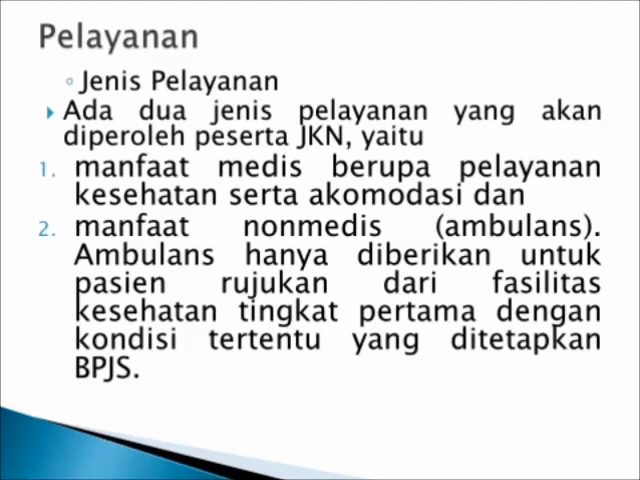 Pelayanan
◦ Jenis Pelayanan
Ada dua jenis pelayanan yang akan
diperoleh peserta JKN, yaitu
1. manfaat medis berupa pelayanan
kesehatan serta akomodasi dan
2. manfaat nonmedis (ambulans).
Ambulans hanya diberikan untuk
pasien rujukan dari fasilitas
kesehatan tingkat pertama dengan
kondisi tertentu yang ditetapkan
BPJS.